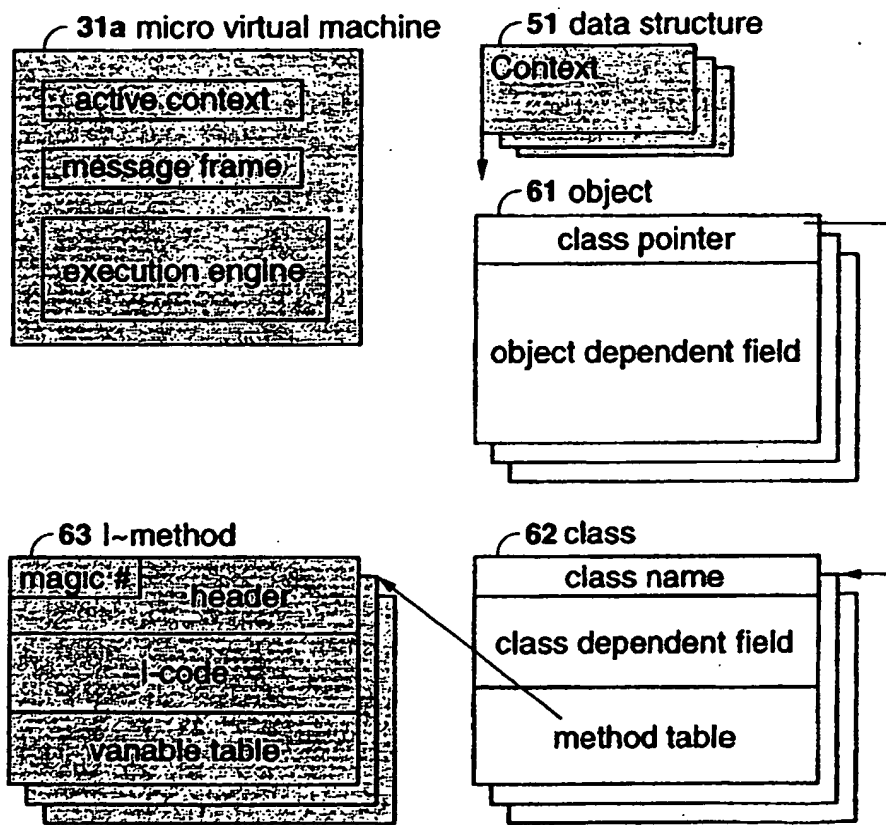 31a micro virtual machine
active context
message frame
execution engine
51 data structure
Context
61 object
class pointer
object dependent field
63 I~method
magic #
header
I-code
variable table
62 class
class name
class dependent field
method table